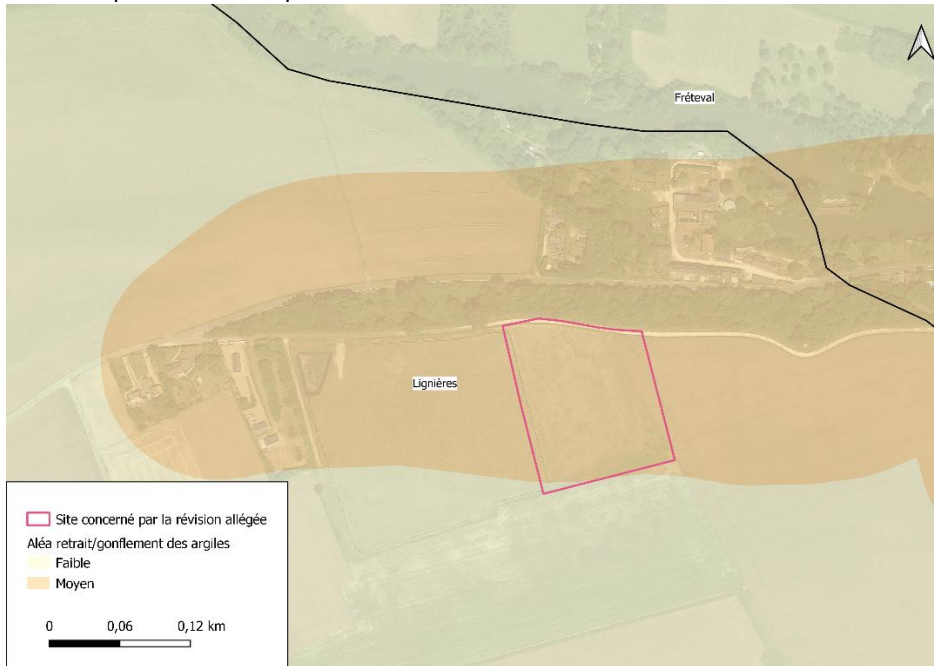 Fréteval
Lignières
Site concerné par la révision allégée
Aléa retrait/gonflement des argiles
Faible
Moyen
0 0,06 0,12 km